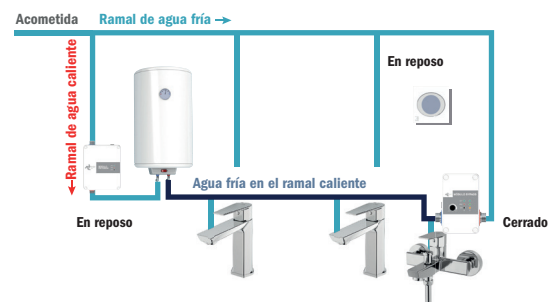 Acometida
Ramal de agua fría
Ramal de agua caliente
En reposo
Agua fría en el ramal caliente
En reposo
Cerrado